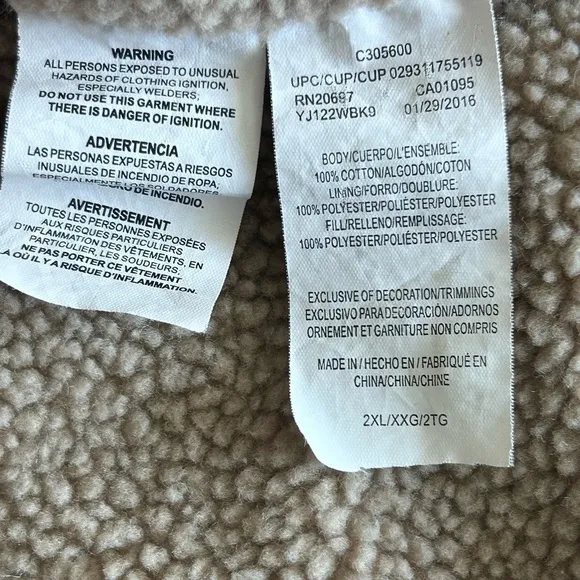 WARNING
ALL PERSONS EXPOSED TO UNUSUAL
HAZARDS OF CLOTHING IGNITION,
ESPECIALLY WELDERS;
DO NOT USE THIS GARMENT WHERE
THERE IS DANGER OF IGNITION.
ADVERTENCIA
LAS PERSONAS EXPUESTAS A RIESGOS
INUSUALES DE INCENDIO DE ROPA,
ESPECIALMENTE LOS SOLDADORES
DE INCENDIO.
AVERTISSEMENT
TOUTES LES PERSONNES EXPOSÉES
AUX RISQUES PARTICULIERS
D'INFLAMMATION DES VÊTEMENTS, EN
PARTICULIER, LES SOUDEURS;
NE PAS PORTER CE VÊTEMENT
LÀ OÙ IL Y A RISQUE D'INFLAMMATION.
C305600
UPC/CUP/CUP 029311755119
RN20697 CA01095
YJ122WBK9 01/29/2016
BODY/CUERPO/L'ENSEMBLE:
100% COTTON/ALGODÓN/COTON
LINING/FORRO/DOUBLURE:
100% POLYESTER/POLIÉSTER/POLYESTER
FILL/RELLENO/REMPLISSAGE:
100% POLYESTER/POLIÉSTER/POLYESTER
EXCLUSIVE OF DECORATION/TRIMMINGS
EXCLUSIVO PARA DECORACIÓN/ADORNOS
ORNEMENT ET GARNITURE NON COMPRIS
MADE IN / HECHO EN / FABRIQUÉ EN
CHINA/CHINA/CHINE
2XL/XXG/2TG